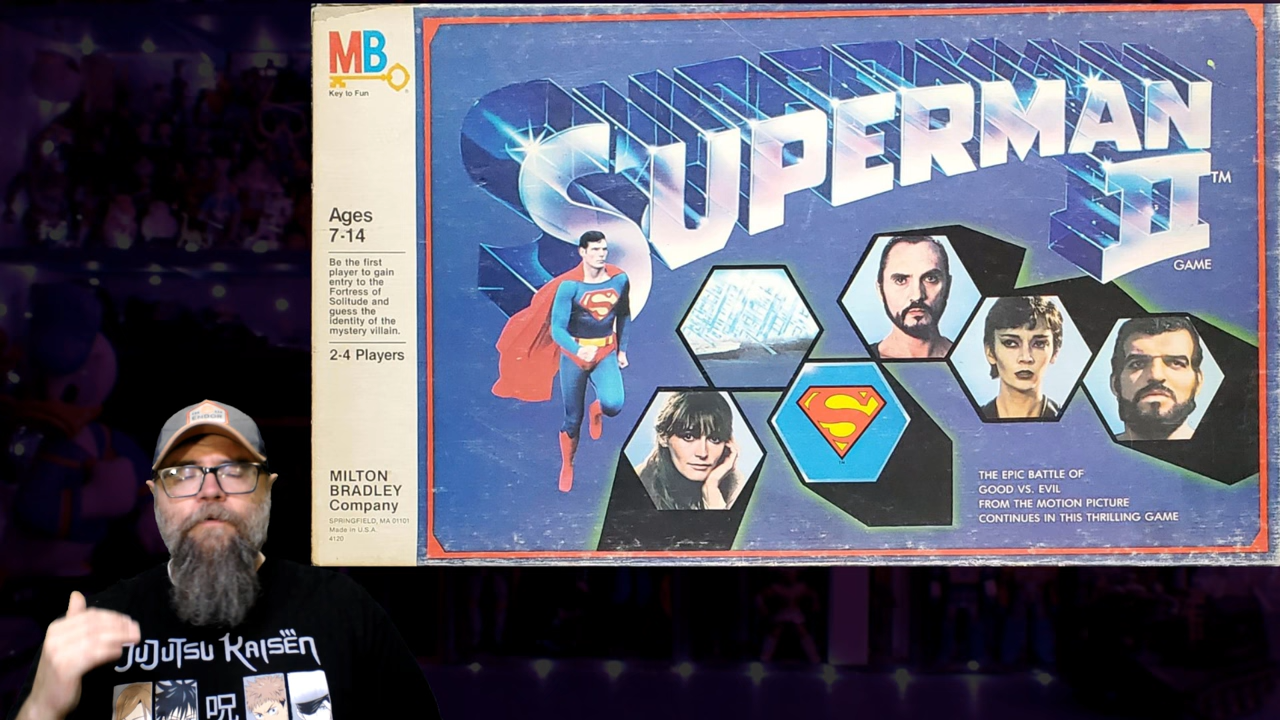 MB
Key to Fun
Ages
7-14
Be the first
player to gain
entry to the
Fortress of
Solitude and
guess the
identity of the
mystery villain.
2-4 Players
MILTON
BRADLEY
Company
SPRINGFIELD, MA 01101
Made in U.S.A.
4120
SUPERMAN
II TM
GAME
S
S
THE EPIC BATTLE OF
GOOD VS. EVIL
FROM THE MOTION PICTURE
CONTINUES IN THIS THRILLING GAME
ENDOR
JUJUTSU KAISEN
呪